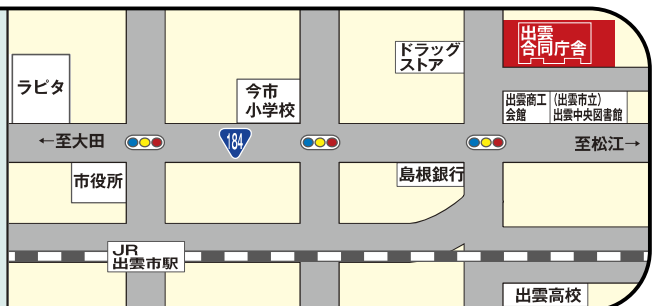 出雲
合同庁舎
ドラッグ
ストア
ラピタ
今市
小学校
出雲商工
会館
(出雲市立)
出雲中央図書館
←至大田
184
至松江→
市役所
島根銀行
JR
出雲市駅
出雲高校